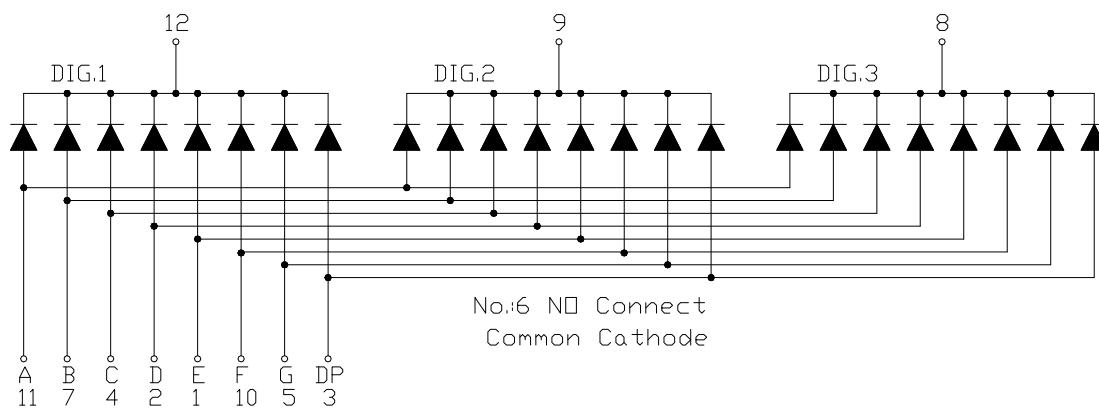 12 9 8
DIG.1 DIG.2 DIG.3
No.:6 NO Connect
Common Cathode
A B C D E F G DP
11 7 4 2 1 10 5 3